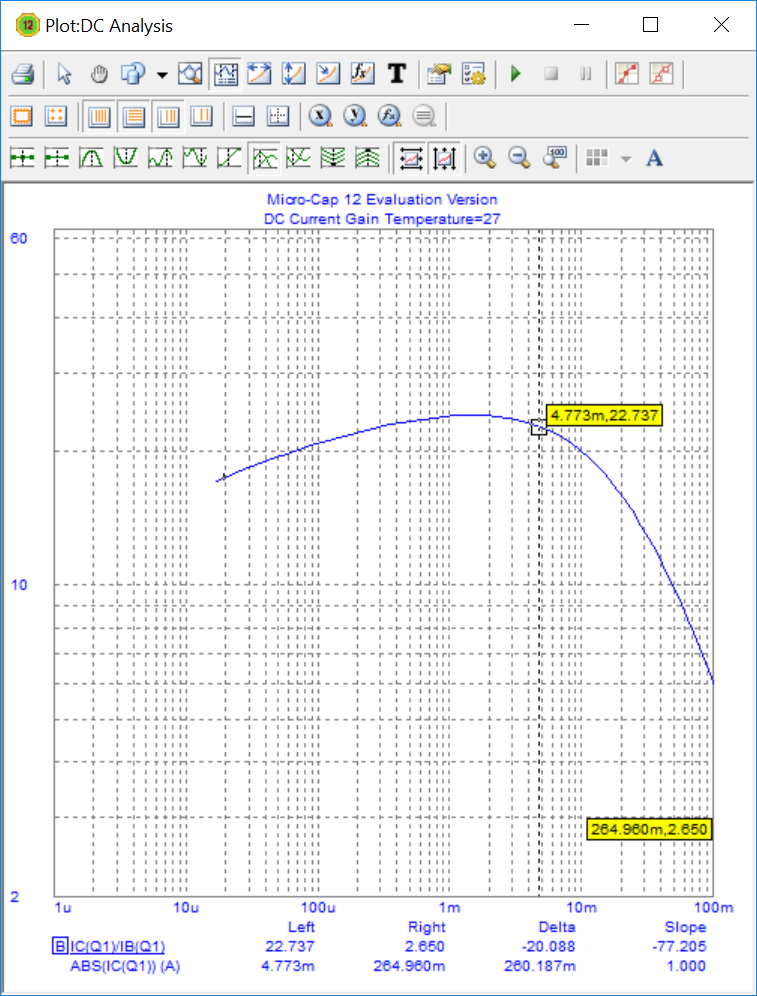 12 Plot:DC Analysis
T
x y fx
100 A
Micro-Cap 12 Evaluation Version
DC Current Gain Temperature=27
60
4.773m,22.737
10
264.960m,2.650
2
1u 10u 100u 1m 10m 100m
Left Right Delta Slope
B IC(Q1)/IB(Q1) 22.737 2.650 -20.088 -77.205
ABS(IC(Q1)) (A) 4.773m 264.960m 260.187m 1.000